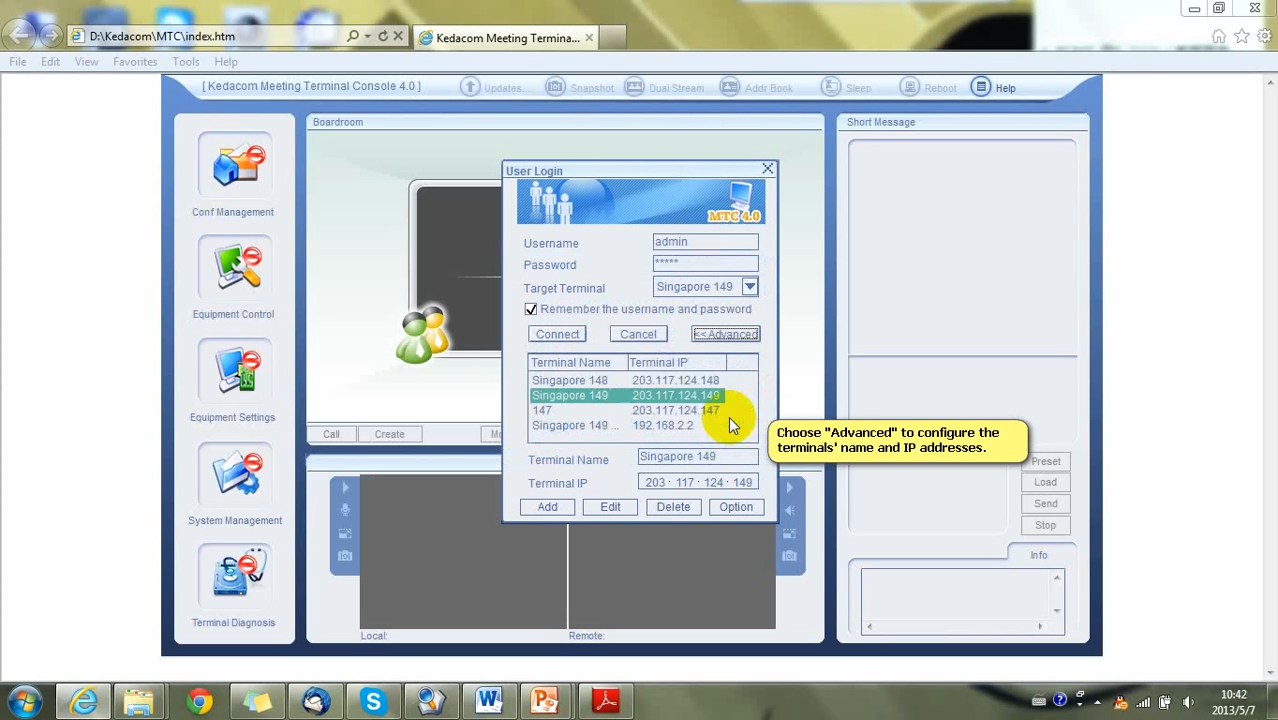 D:\Kedacom\MTC\index.htm
Kedacom Meeting Termina...
File Edit View Favorites Tools Help
[ Kedacom Meeting Terminal Console 4.0 ]
Updates Snapshot Dual Stream Addr Book Sleep Reboot Help
Boardroom
Short Message
Conf Management
Equipment Control
Equipment Settings
System Management
Terminal Diagnosis
User Login
MTC 4.0
Username admin
Password *****
Target Terminal Singapore 149
Remember the username and password
Connect Cancel <<Advanced
Terminal Name Terminal IP
Singapore 148 203.117.124.148
Singapore 149 203.117.124.149
147 203.117.124.147
Singapore 149 ... 192.168.2.2
Terminal Name Singapore 149
Terminal IP 203 · 117 · 124 · 149
Add Edit Delete Option
Choose "Advanced" to configure the
terminals' name and IP addresses.
Call Create
Preset
Load
Send
Stop
Info
Local: Remote:
10:42
2013/5/7